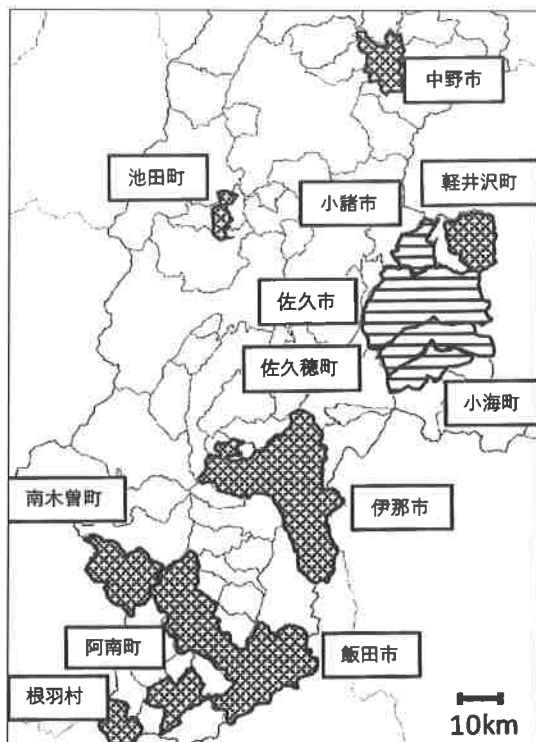 中野市
池田町
軽井沢町
小諸市
佐久市
佐久穂町
小海町
南木曽町
伊那市
阿南町
飯田市
根羽村
10km